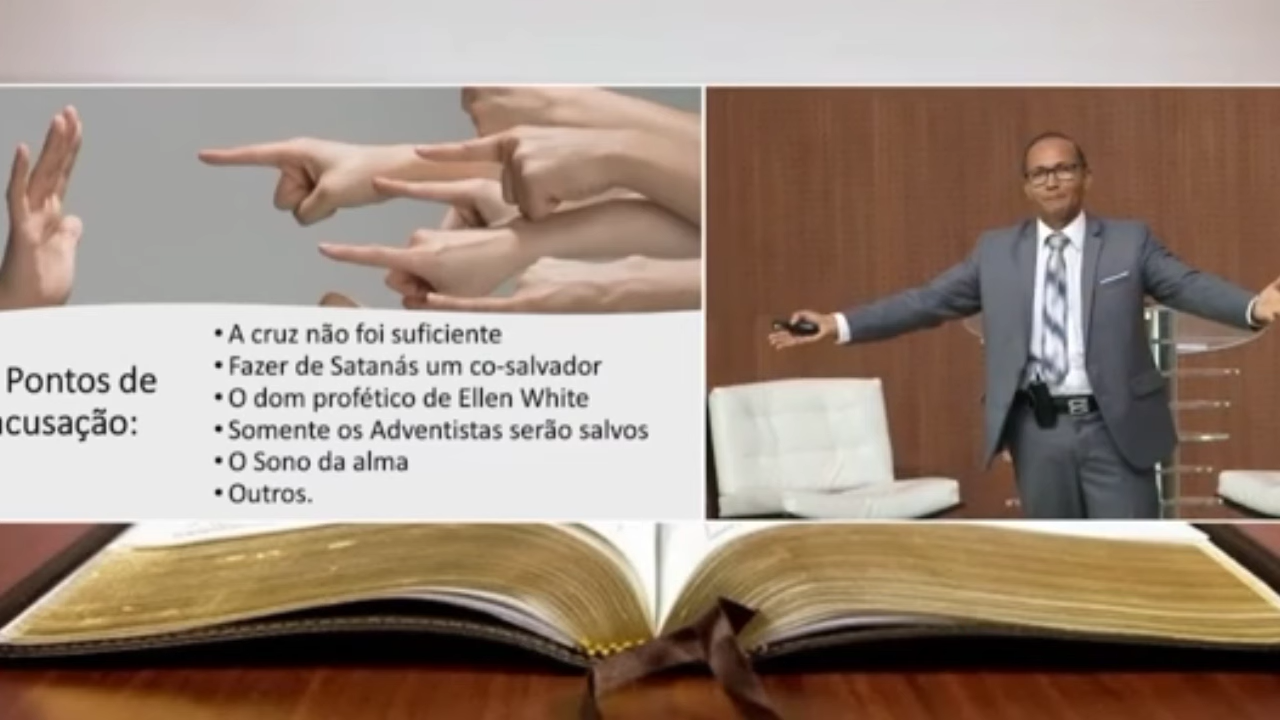 Pontos de
acusação:
• A cruz não foi suficiente
• Fazer de Satanás um co-salvador
• O dom profético de Ellen White
• Somente os Adventistas serão salvos
• O Sono da alma
• Outros.